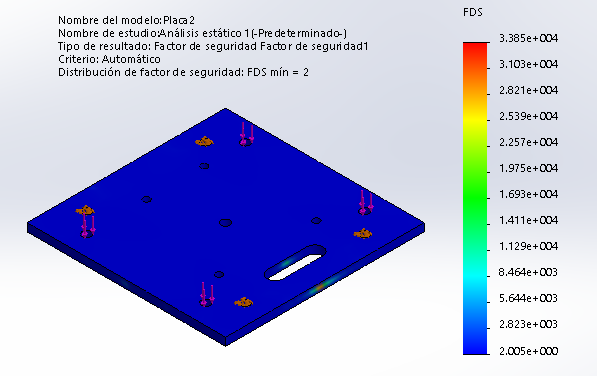 Nombre del modelo:Placa2
Nombre de estudio:Análisis estático 1(-Predeterminado-)
Tipo de resultado: Factor de seguridad Factor de seguridad1
Criterio: Automático
Distribución de factor de seguridad: FDS mín = 2
FDS
3.385e+004
3.103e+004
2.821e+004
2.539e+004
2.257e+004
1.975e+004
1.693e+004
1.411e+004
1.129e+004
8.464e+003
5.644e+003
2.823e+003
2.005e+000